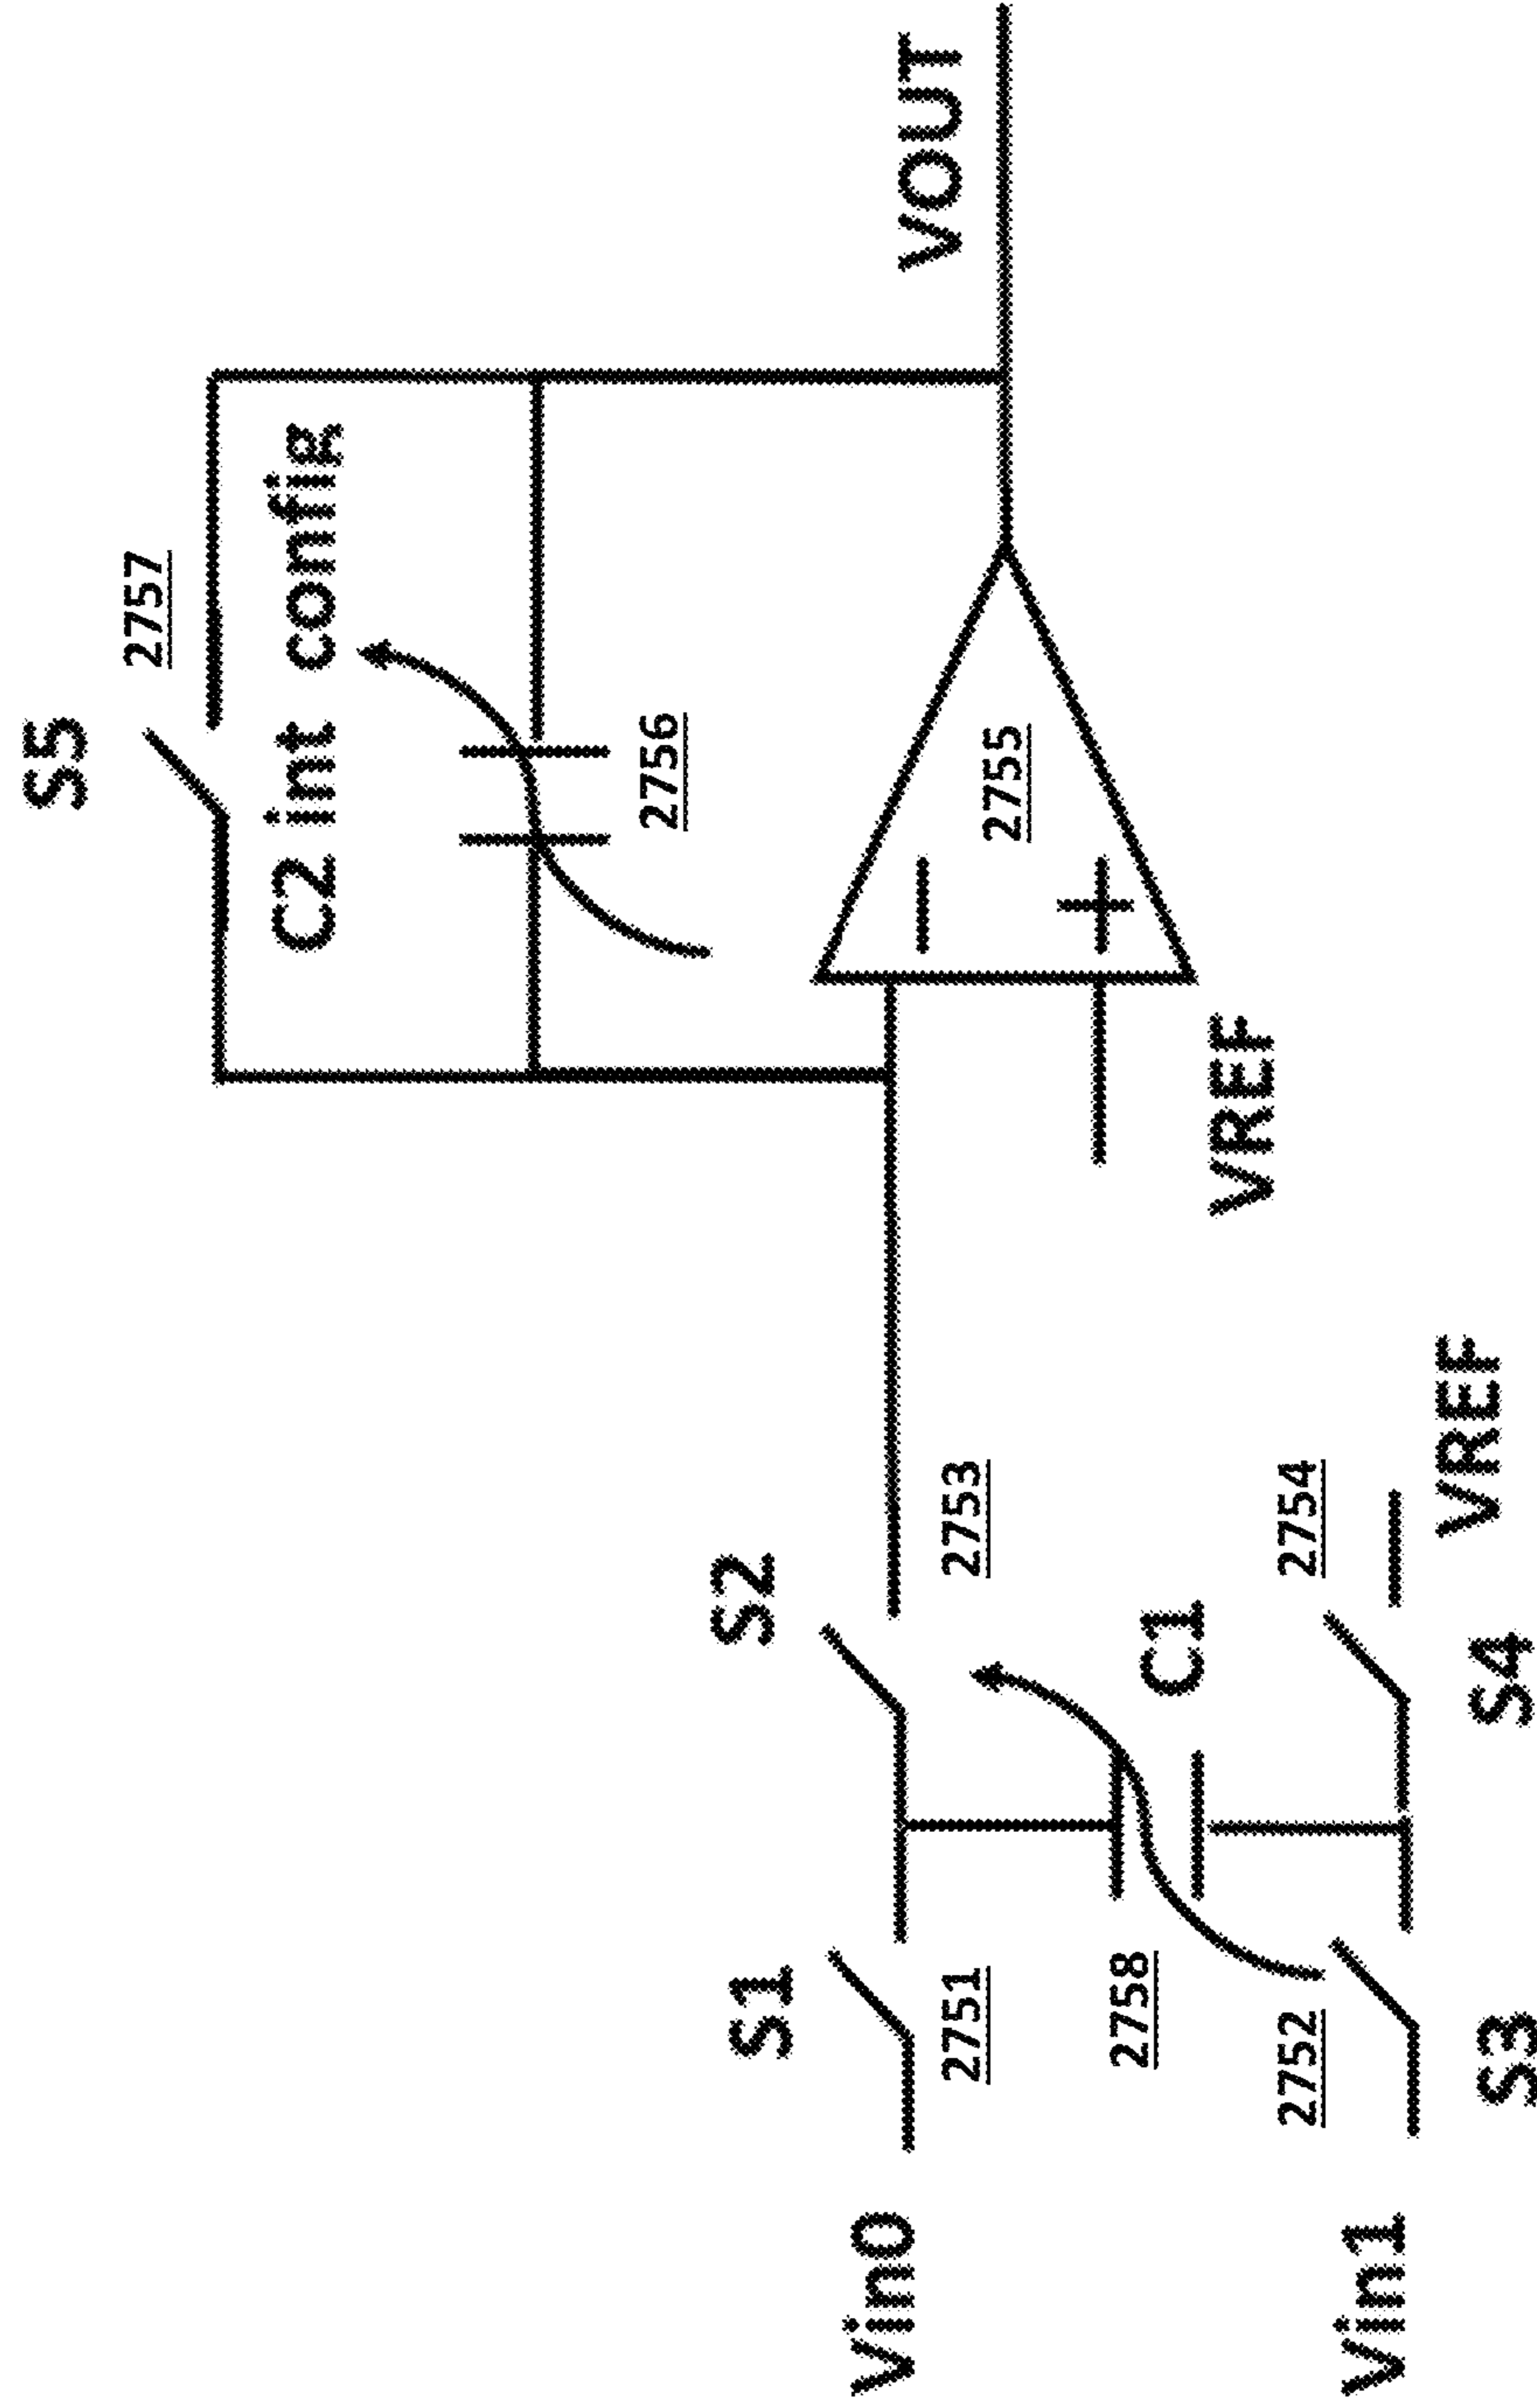 S5
2757
C2 int config
2756
VOUT
2755
VREF
S2
2753
S1
2751
Vin0
C1
2758
2754
VREF
2752
S4
S3
Vin1